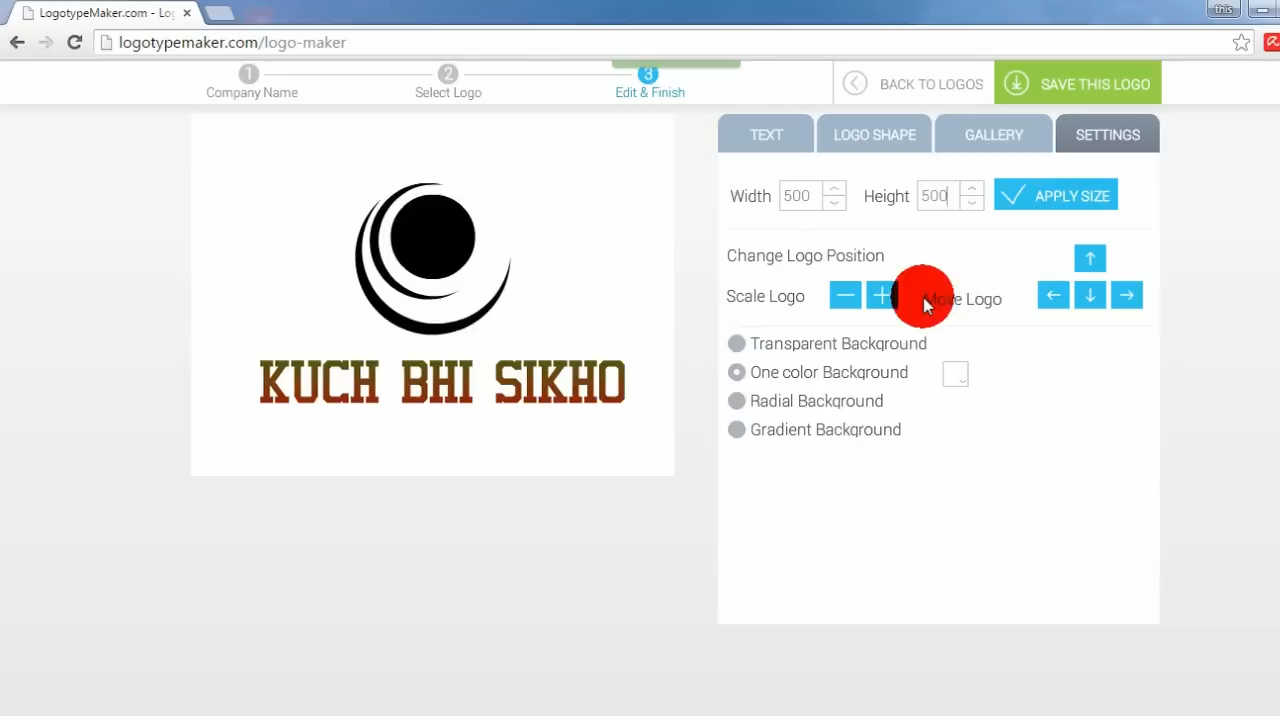 LogotypeMaker.com - Lo
this
logotypemaker.com/logo-maker
1
2
3
Company Name
Select Logo
Edit & Finish
BACK TO LOGOS
SAVE THIS LOGO
TEXT
LOGO SHAPE
GALLERY
SETTINGS
Width 500 Height 500 APPLY SIZE
Change Logo Position
Scale Logo
Move Logo
Transparent Background
One color Background
Radial Background
Gradient Background
KUCH BHI SIKHO